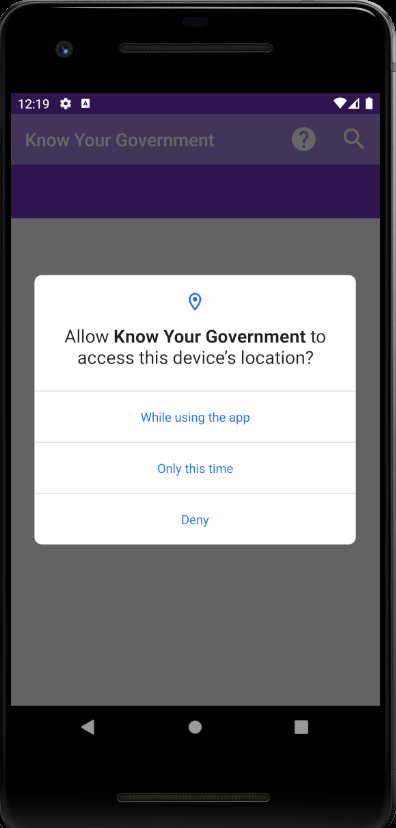 12:19
Know Your Government
Allow Know Your Government to
access this device's location?
While using the app
Only this time
Deny